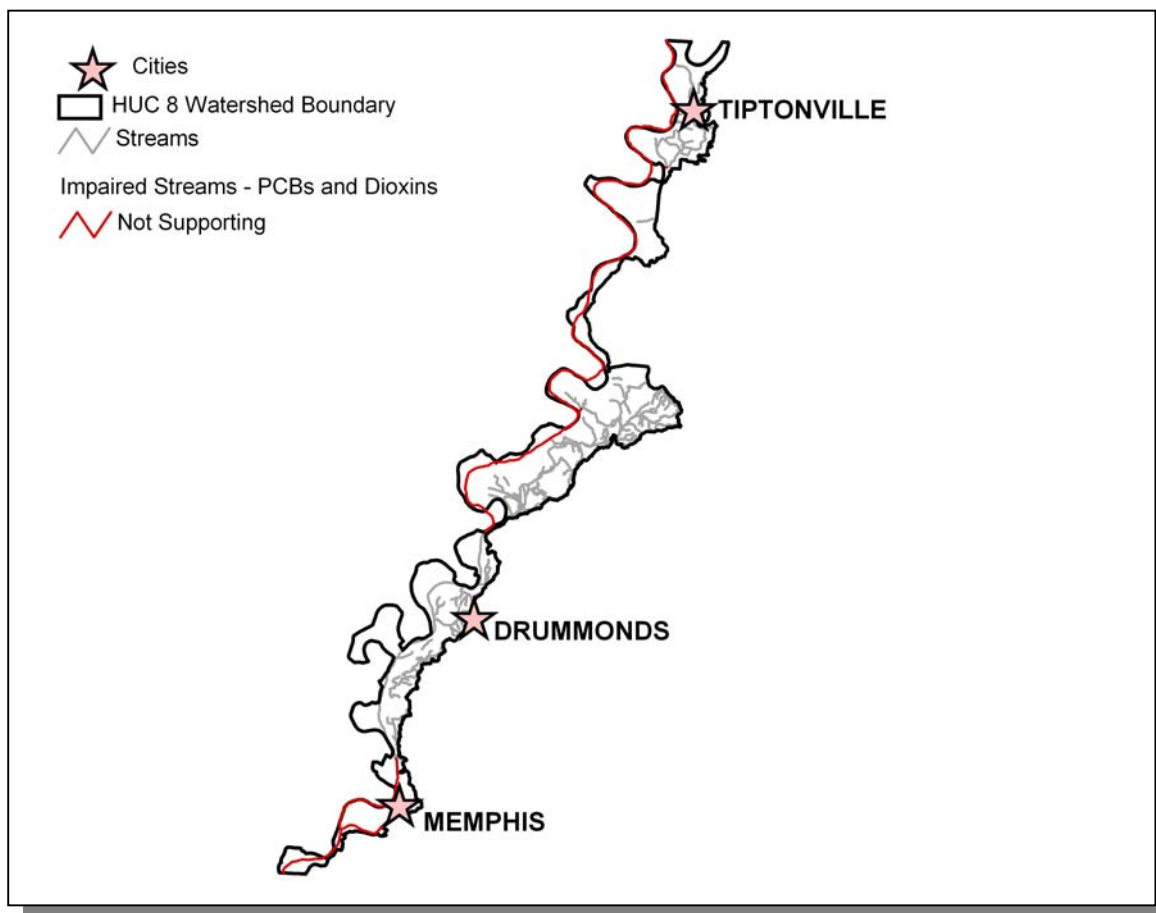 Cities
HUC 8 Watershed Boundary
Streams
Impaired Streams - PCBs and Dioxins
Not Supporting
TIPTONVILLE
DRUMMONDS
MEMPHIS